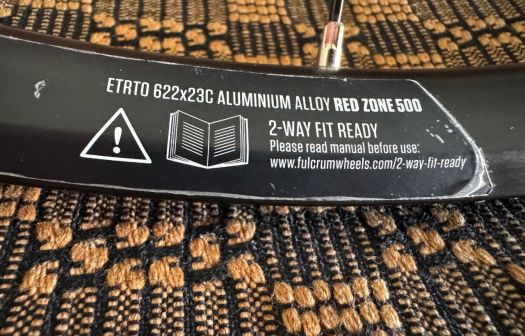 ETRTO 622x23C ALUMINIUM ALLOY RED ZONE 500
2-WAY FIT READY
Please read manual before use:
www.fulcrumwheels.com/2-way-fit-ready